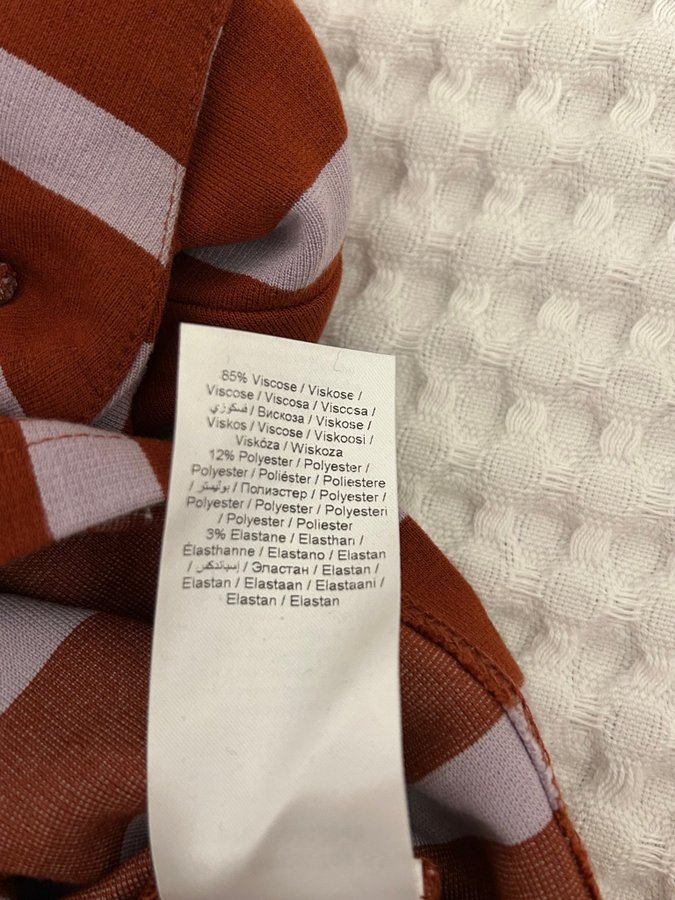 85% Viscose / Viskose /
Viscose / Viscosa / Visccsa /
فسكوزي / Вискоза / Viskose /
Viskos / Viscose / Viskoosi /
Viskóza / Wiskoza
12% Polyester / Polyester /
Polyester / Poliéster / Poliestere
/ بوليستر / Полиэстер / Polyester /
Polyester / Polyester / Polyesteri
/ Polyester / Poliester
3% Elastane / Elasthan /
Élasthanne / Elastano / Elastan
/ إسباندكس / Эластан / Elastan /
Elastan / Elastaan / Elastaani /
Elastan / Elastan